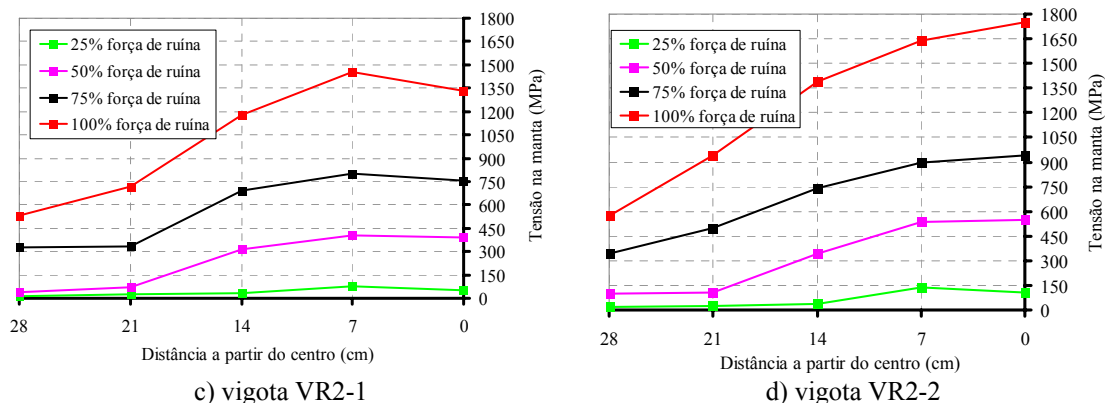 25% força de ruína
50% força de ruína
75% força de ruína
100% força de ruína
1800
1650
1500
1350
1200
1050
900
750
600
450
300
150
0
Tensão na manta (MPa)
28 21 14 7 0
Distância a partir do centro (cm)
c) vigota VR2-1
25% força de ruína
50% força de ruína
75% força de ruína
100% força de ruína
1800
1650
1500
1350
1200
1050
900
750
600
450
300
150
0
Tensão na manta (MPa)
28 21 14 7 0
Distância a partir do centro (cm)
d) vigota VR2-2